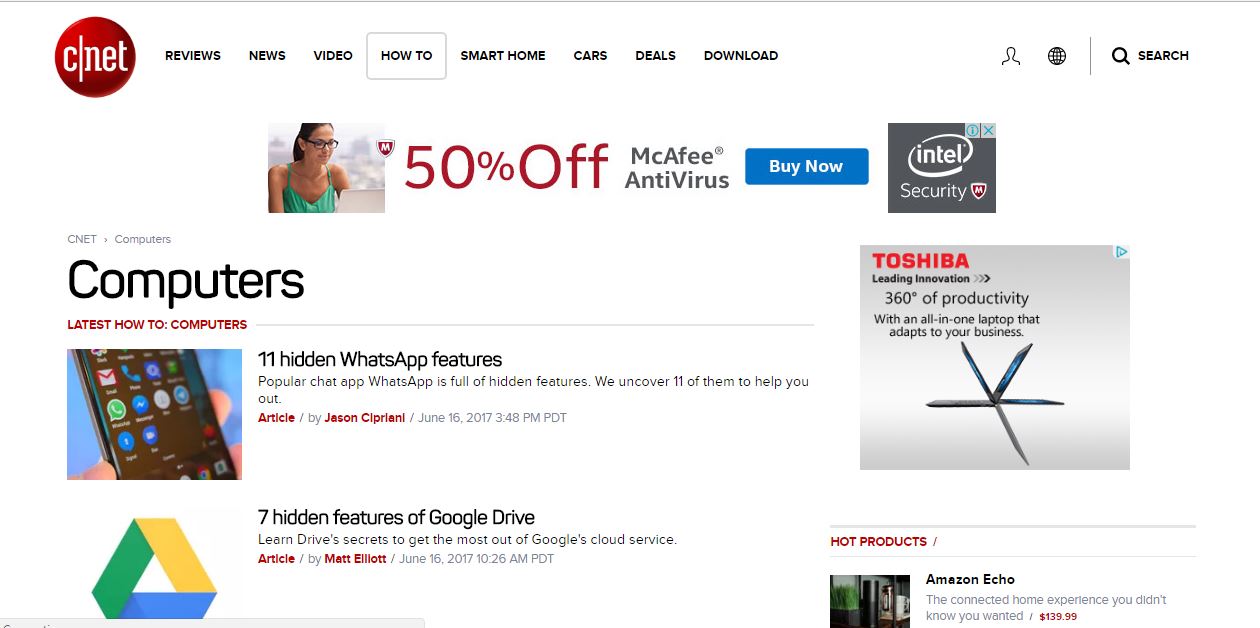 c|net
REVIEWS NEWS VIDEO HOW TO SMART HOME CARS DEALS DOWNLOAD SEARCH
50%Off McAfee® AntiVirus Buy Now
intel
Security
CNET › Computers
Computers
LATEST HOW TO: COMPUTERS
11 hidden WhatsApp features
Popular chat app WhatsApp is full of hidden features. We uncover 11 of them to help you
out.
Article / by Jason Cipriani / June 16, 2017 3:48 PM PDT
7 hidden features of Google Drive
Learn Drive's secrets to get the most out of Google's cloud service.
Article / by Matt Elliott / June 16, 2017 10:26 AM PDT
TOSHIBA
Leading Innovation >>>
360° of productivity
With an all-in-one laptop that
adapts to your business.
HOT PRODUCTS /
Amazon Echo
The connected home experience you didn't
know you wanted / $139.99